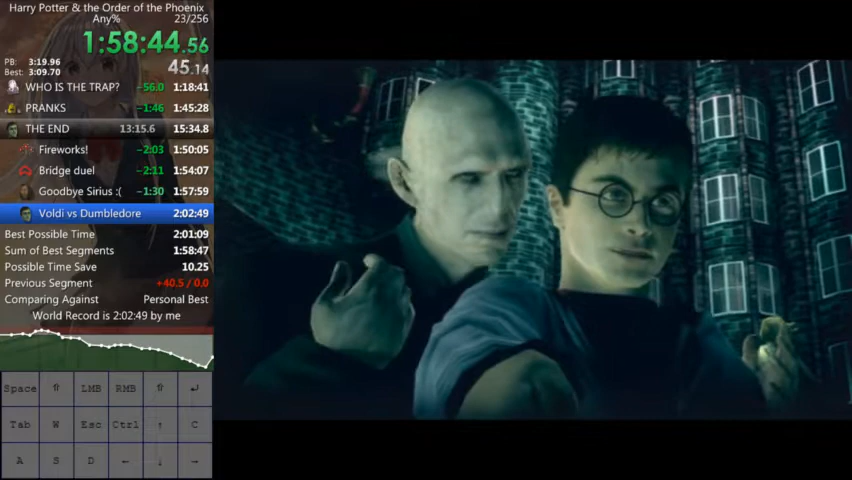 Harry Potter & the Order of the Phoenix
Any% 23/256
1:58:44.56
PB: 3:19.96
Best: 3:09.70
45.14
WHO IS THE TRAP? -56.0 1:18:41
PRANKS -1:46 1:45:28
THE END 13:15.6 15:34.8
Fireworks! -2:03 1:50:05
Bridge duel -2:11 1:54:07
Goodbye Sirius :( -1:30 1:57:59
Voldi vs Dumbledore 2:02:49
Best Possible Time 2:01:09
Sum of Best Segments 1:58:47
Possible Time Save 10.25
Previous Segment +40.5 / 0.0
Comparing Against Personal Best
World Record is 2:02:49 by me
Space ⇧ LMB RMB ⇧ ↵
Tab W Esc Ctrl ↑ C
A S D ← ↓ →